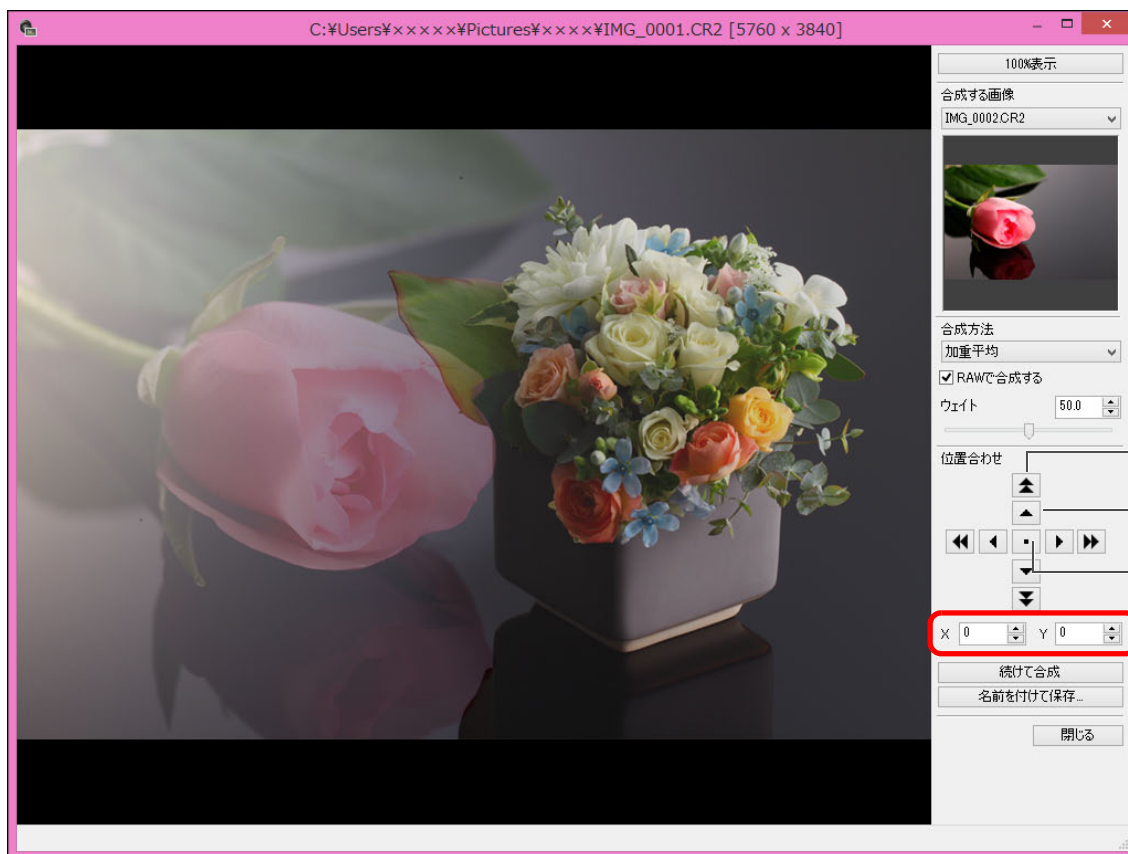 C:¥Users¥×××××¥Pictures¥××××¥IMG_0001.CR2 [5760 x 3840]
100%表示
合成する画像
IMG_0002.CR2
合成方法
加重平均
RAWで合成する
ウェイト 50.0
位置合わせ
X 0 Y 0
続けて合成
名前を付けて保存...
閉じる